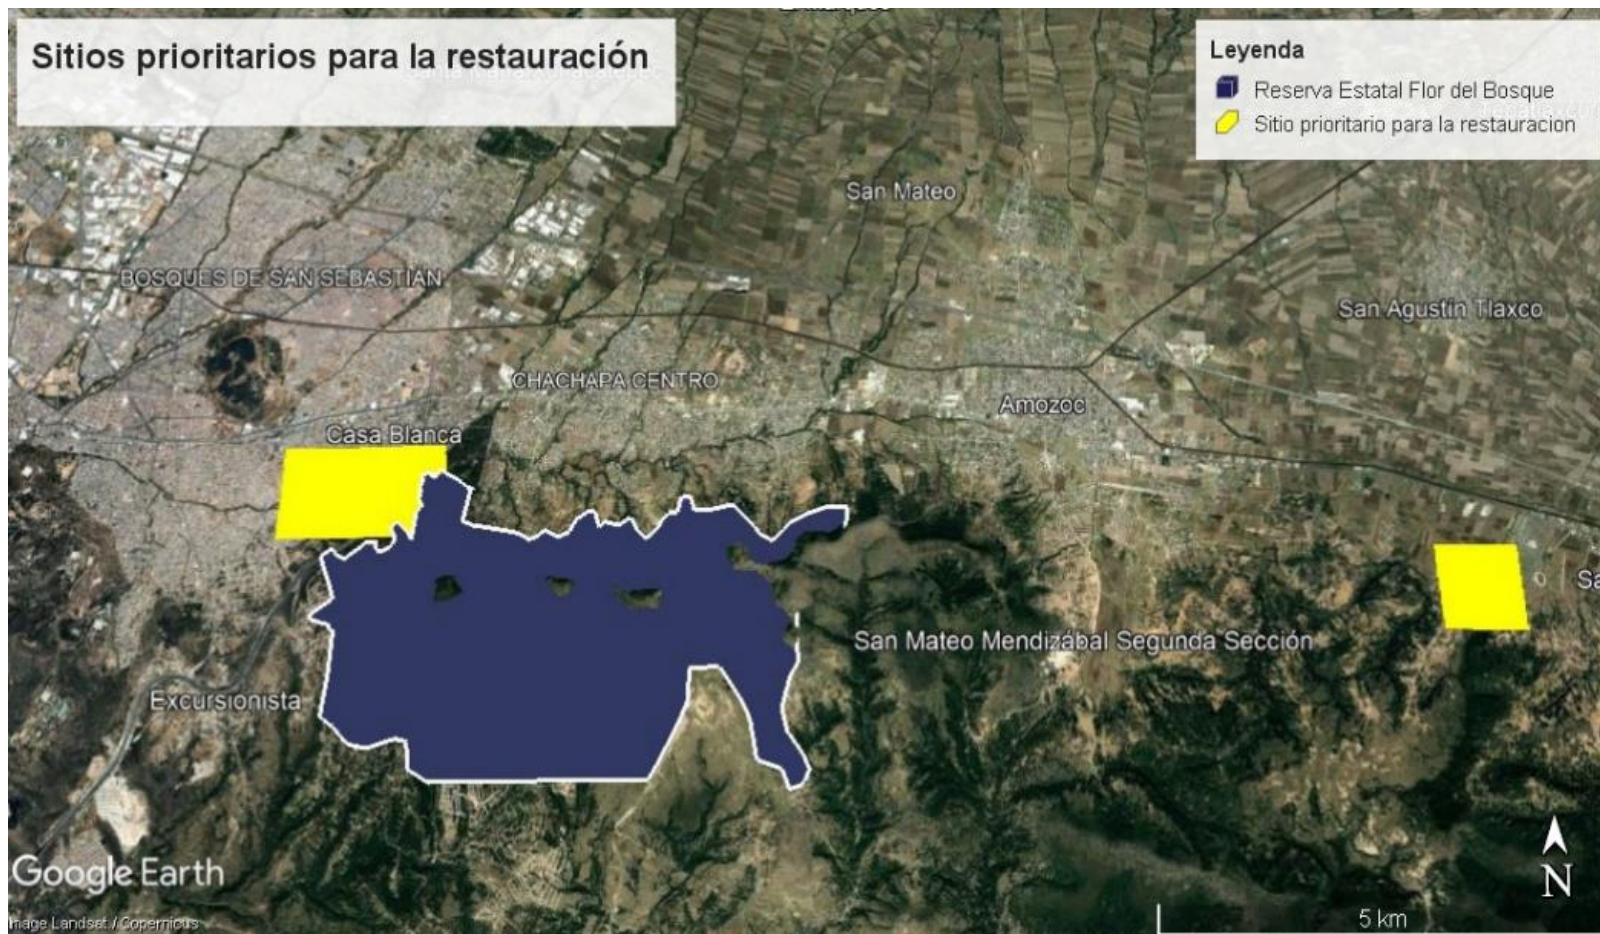 Sitios prioritarios para la restauración
Leyenda
Reserva Estatal Flor del Bosque
Sitio prioritario para la restauracion
San Mateo
BOSQUES DE SAN SEBASTIÁN
San Agustín Tlaxco
CHACHAPA CENTRO
Amozoc
Casa Blanca
Sa
San Mateo Mendizábal Segunda Sección
Excursionista
Google Earth
N
mage Landsat / Copernicus
5 km